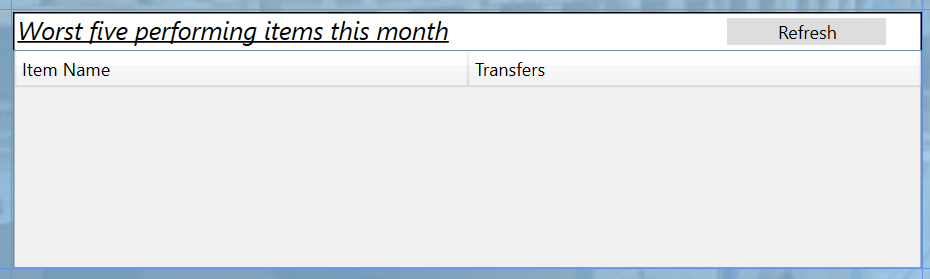 Worst five performing items this month
Refresh
Item Name
Transfers